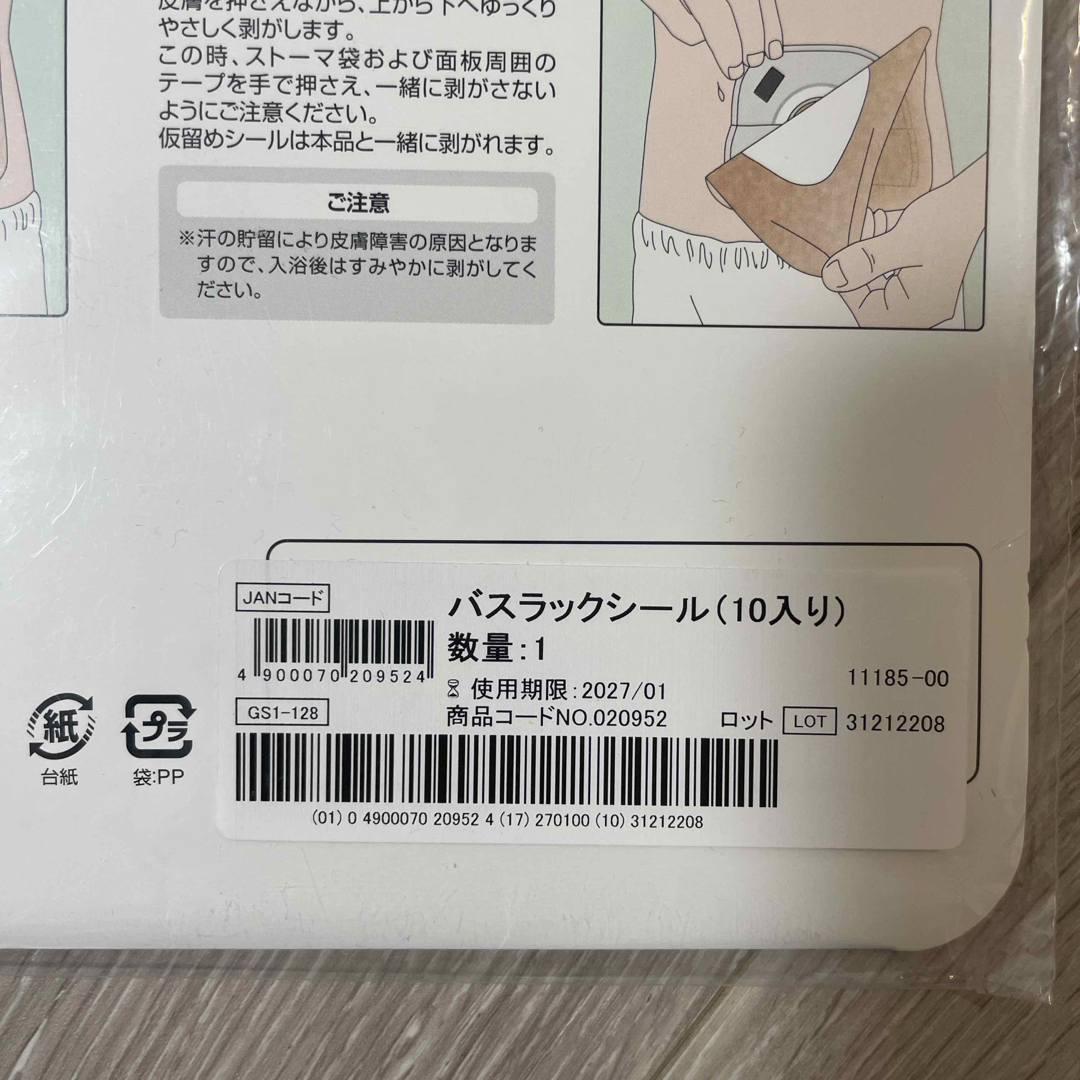 皮膚を押さえながら、上から下へゆっくり
やさしく剥がします。
この時、ストーマ袋および面板周囲の
テープを手で押さえ、一緒に剥がさない
ようにご注意ください。
仮留めシールは本品と一緒に剥がれます。
ご注意
※汗の貯留により皮膚障害の原因となりま
すので、入浴後はすみやかに剥がしてく
ださい。
JANコード
バスラックシール(10入り)
数量:1
4 900070 209524
使用期限:2027/01
11185-00
GS1-128
商品コードNO.020952
ロット LOT 31212208
(01) 0 4900070 20952 4 (17) 270100 (10) 31212208
紙
台紙
プラ
袋:PP